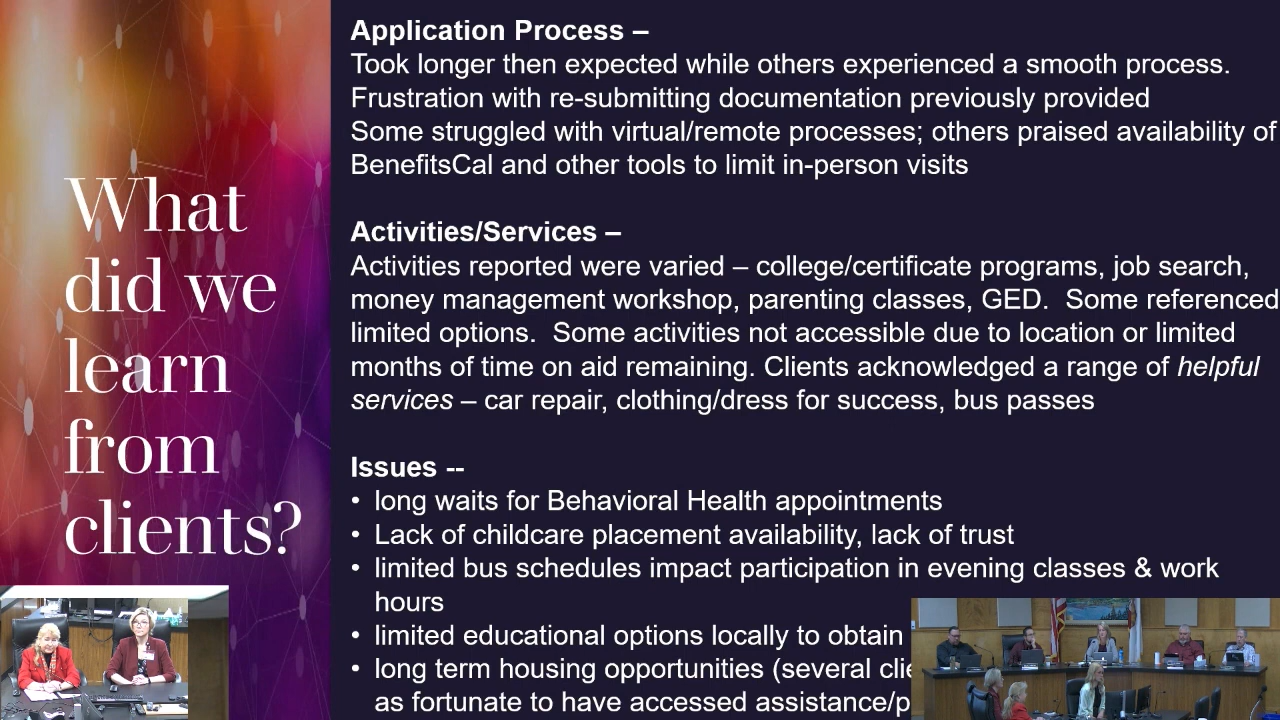 What
did we
learn
from
clients?
Application Process –
Took longer then expected while others experienced a smooth process.
Frustration with re-submitting documentation previously provided
Some struggled with virtual/remote processes; others praised availability of
BenefitsCal and other tools to limit in-person visits
Activities/Services –
Activities reported were varied – college/certificate programs, job search,
money management workshop, parenting classes, GED.  Some referenced
limited options.  Some activities not accessible due to location or limited
months of time on aid remaining. Clients acknowledged a range of helpful
services – car repair, clothing/dress for success, bus passes
Issues --
• long waits for Behavioral Health appointments
• Lack of childcare placement availability, lack of trust
• limited bus schedules impact participation in evening classes & work
hours
• limited educational options locally to obtain
• long term housing opportunities (several clie
as fortunate to have accessed assistance/p